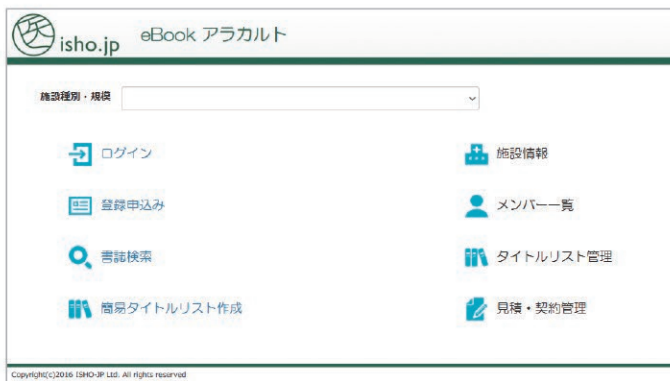 医 isho.jp eBook アラカルト
施設種別・規模
ログイン
施設情報
登録申込み
メンバー一覧
書誌検索
タイトルリスト管理
簡易タイトルリスト作成
見積・契約管理
Copyright(c)2016 ISHO-JP Ltd. All rights reserved